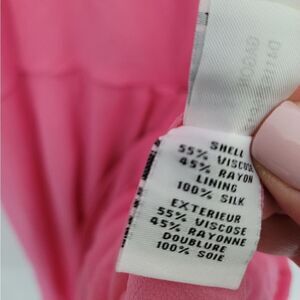 SHELL
55% VISCOSE
45% RAYON
LINING
100% SILK
EXTERIEUR
55% VISCOSE
45% RAYONNE
DOUBLURE
100% SOIE